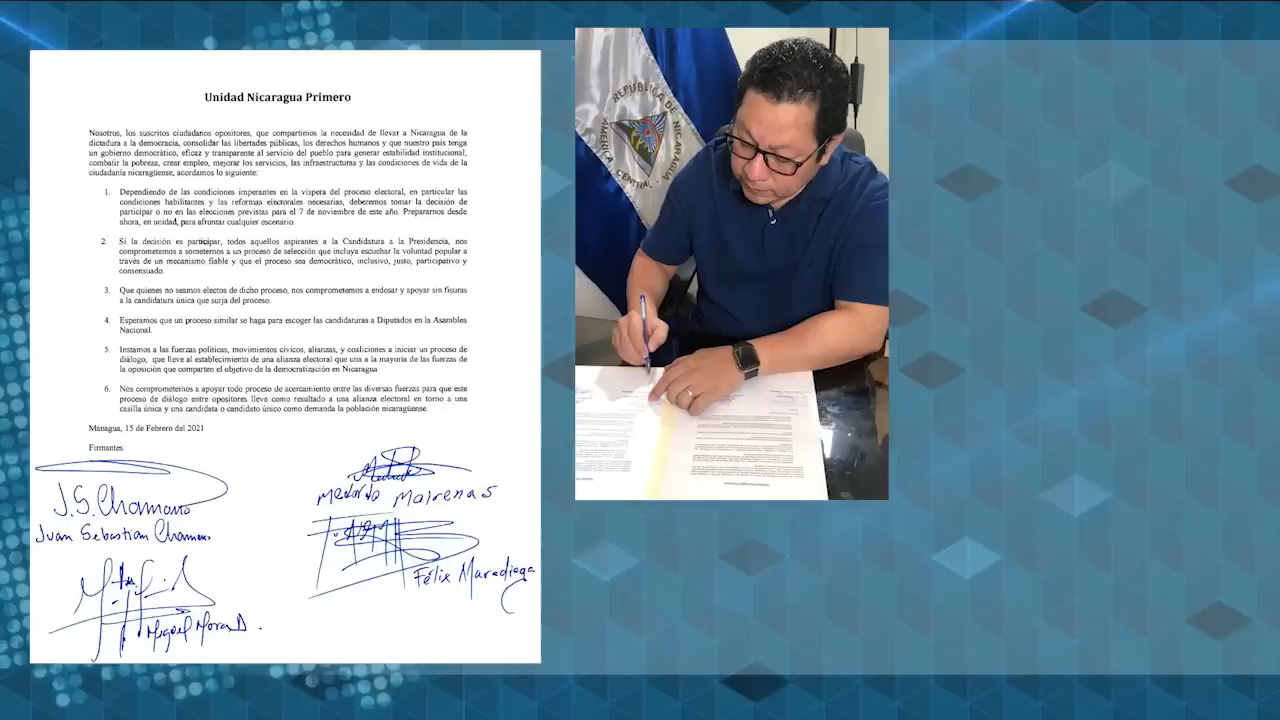 Unidad Nicaragua Primero
Nosotros, los suscritos ciudadanos opositores, que compartimos la necesidad de llevar a Nicaragua de la
dictadura a la democracia, consolidar las libertades públicas, los derechos humanos y que nuestro país tenga
un gobierno democrático, eficaz y transparente al servicio del pueblo para generar estabilidad institucional,
combatir la pobreza, crear empleo, mejorar los servicios, las infraestructuras y las condiciones de vida de la
ciudadanía nicaragüense, acordamos lo siguiente:
1. Dependiendo de las condiciones imperantes en la víspera del proceso electoral, en particular las
condiciones habilitantes y las reformas electorales necesarias, deberemos tomar la decisión de
participar o no en las elecciones previstas para el 7 de noviembre de este año. Prepararnos desde
ahora, en unidad, para afrontar cualquier escenario.
2. Si la decisión es participar, todos aquellos aspirantes a la Candidatura a la Presidencia, nos
comprometemos a someternos a un proceso de selección que incluya escuchar la voluntad popular a
través de un mecanismo fiable y que el proceso sea democrático, inclusivo, justo, participativo y
consensuado.
3. Que quienes no seamos electos de dicho proceso, nos comprometemos a endosar y apoyar sin fisuras
a la candidatura única que surja del proceso.
4. Esperamos que un proceso similar se haga para escoger las candidaturas a Diputados en la Asamblea
Nacional.
5. Instamos a las fuerzas políticas, movimientos cívicos, alianzas, y coaliciones a iniciar un proceso de
diálogo, que lleve al establecimiento de una alianza electoral que una a la mayoría de las fuerzas de
la oposición que comparten el objetivo de la democratización en Nicaragua
6. Nos comprometemos a apoyar todo proceso de acercamiento entre las diversas fuerzas para que este
proceso de diálogo entre opositores lleve como resultado a una alianza electoral en torno a una
casilla única y una candidata o candidato único como demanda la población nicaragüense.
Managua, 15 de Febrero del 2021
Firmantes
J.S. Chamorro
Juan Sebastian Chamorro
Medardo Mairena S
Félix Maradiaga
Miguel Mora B.
REPÚBLICA DE NICARAGUA
AMERICA CENTRAL